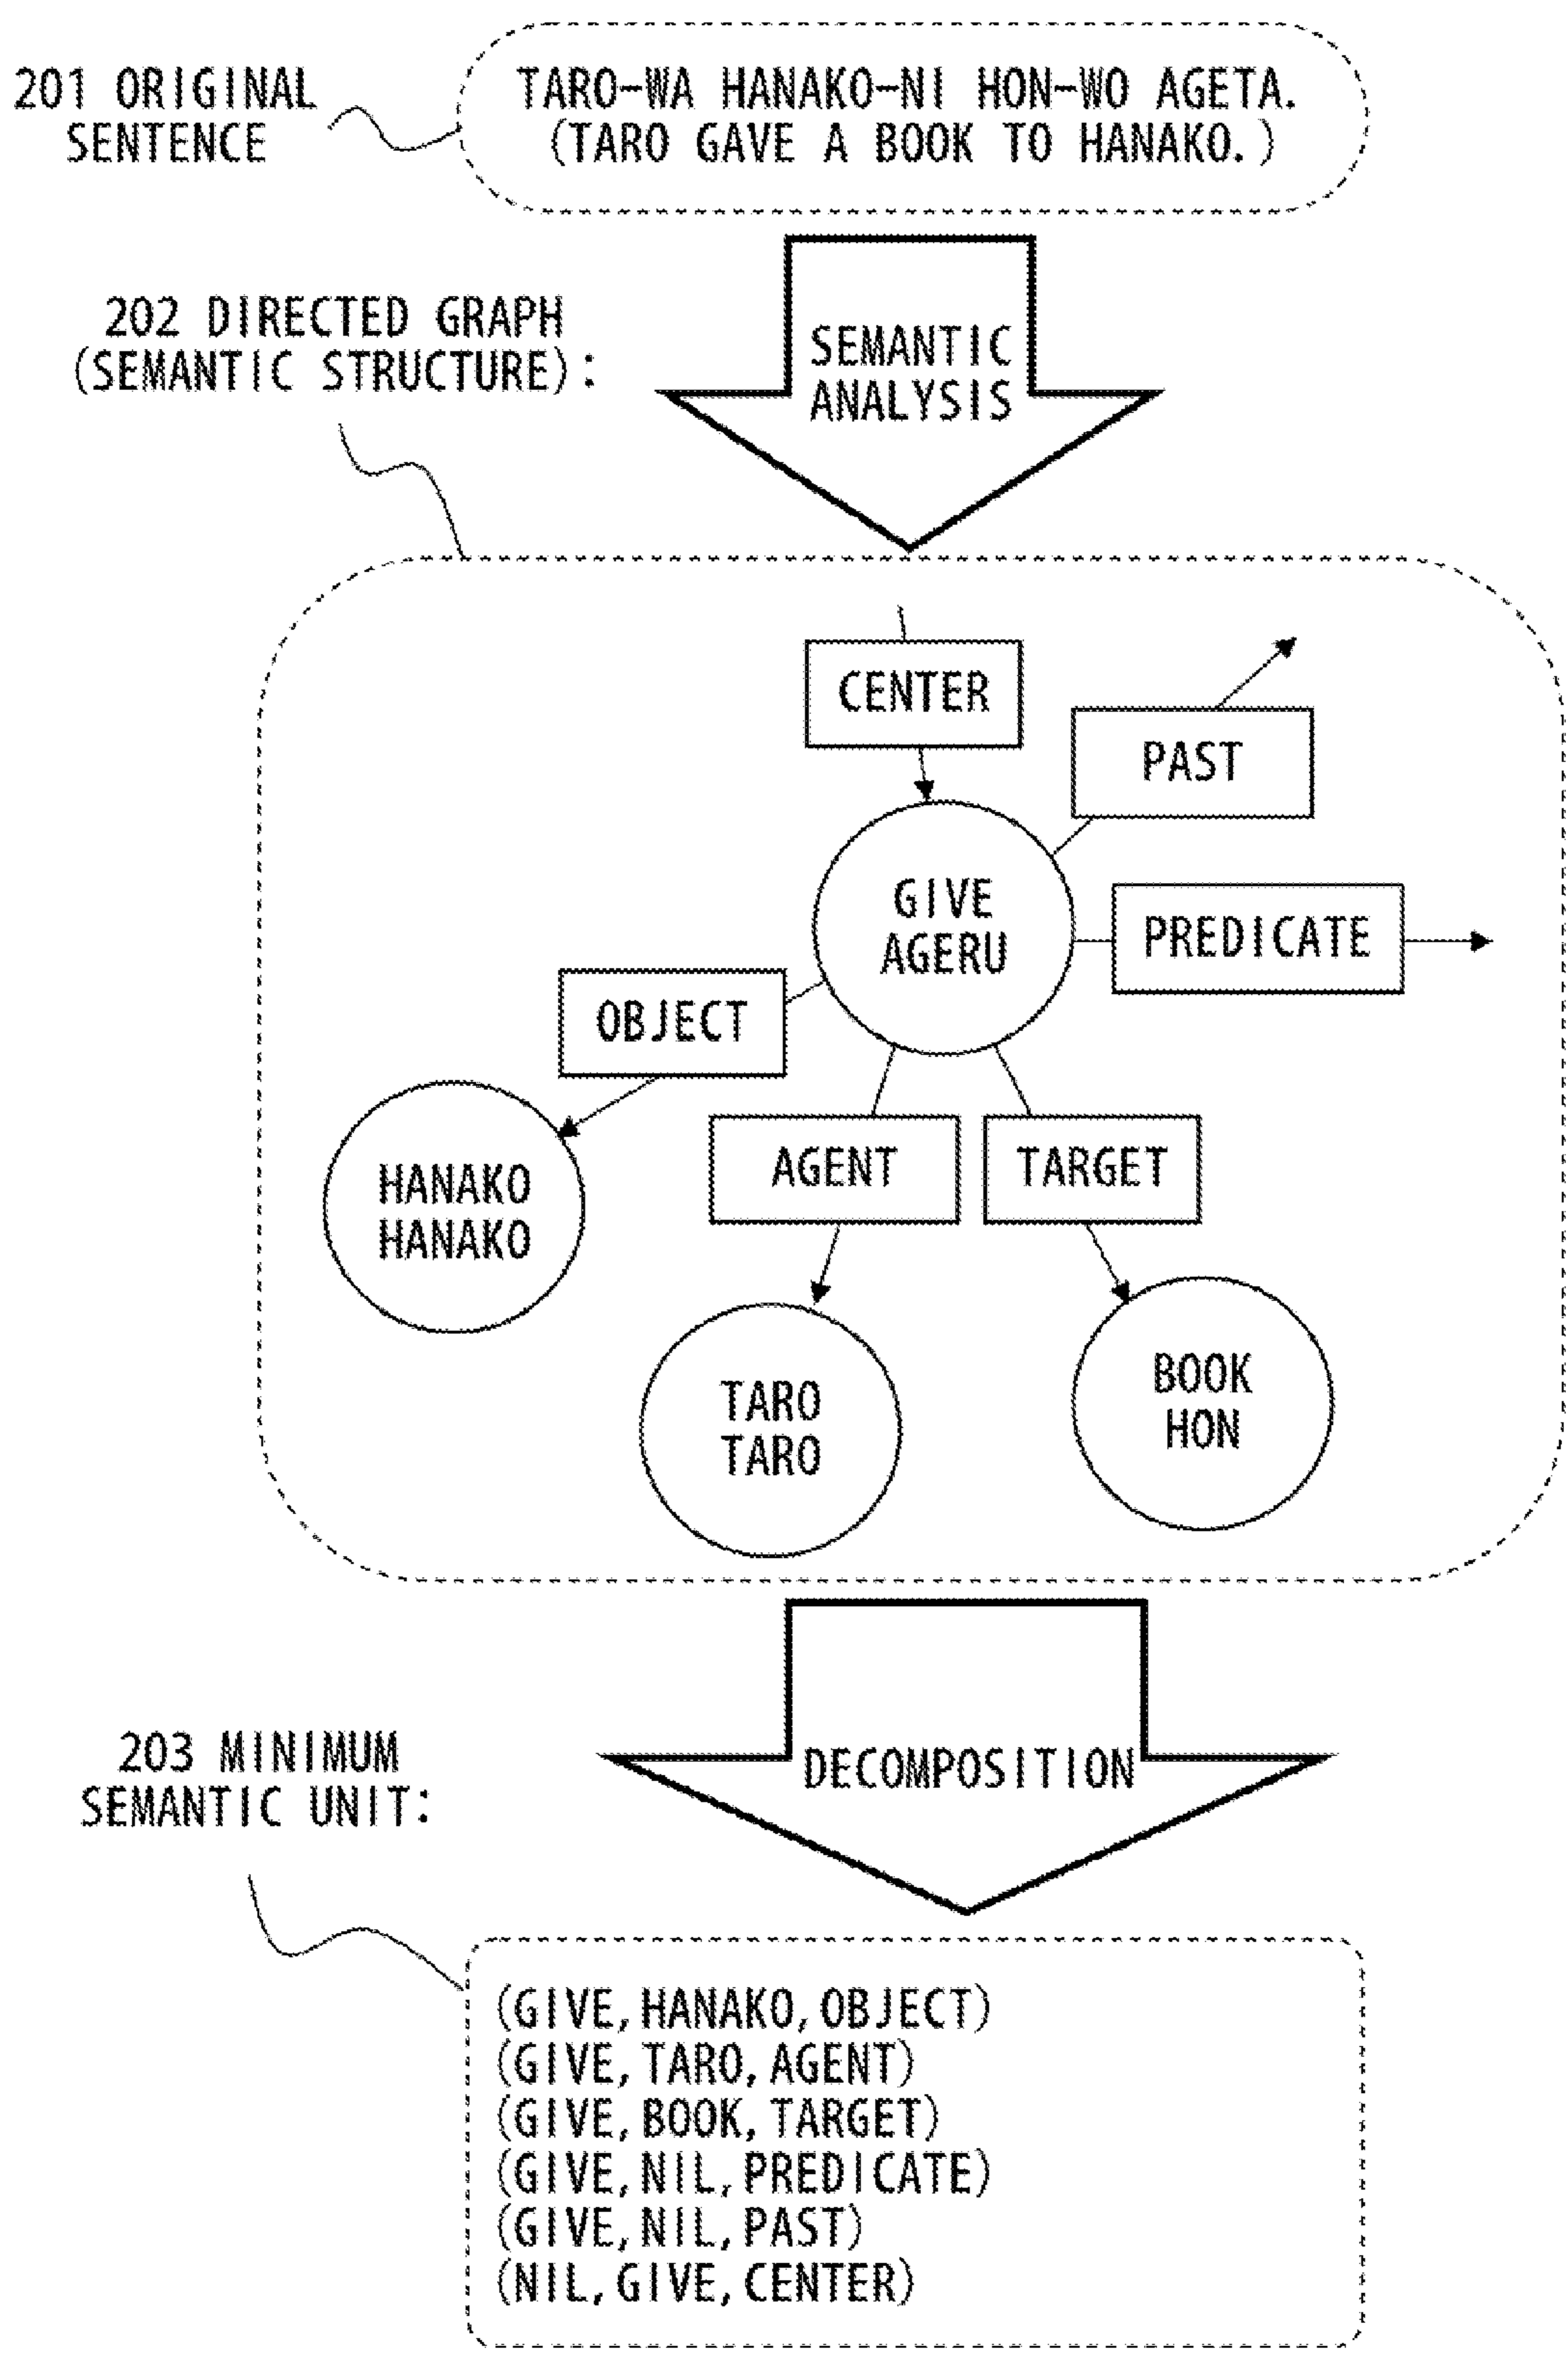 201 ORIGINAL
SENTENCE
TARO-WA HANAKO-NI HON-WO AGETA.
(TARO GAVE A BOOK TO HANAKO.)
202 DIRECTED GRAPH
(SEMANTIC STRUCTURE):
SEMANTIC
ANALYSIS
CENTER
PAST
GIVE
AGERU
PREDICATE
OBJECT
HANAKO
HANAKO
AGENT
TARGET
TARO
TARO
BOOK
HON
203 MINIMUM
SEMANTIC UNIT:
DECOMPOSITION
(GIVE, HANAKO, OBJECT)
(GIVE, TARO, AGENT)
(GIVE, BOOK, TARGET)
(GIVE, NIL, PREDICATE)
(GIVE, NIL, PAST)
(NIL, GIVE, CENTER)